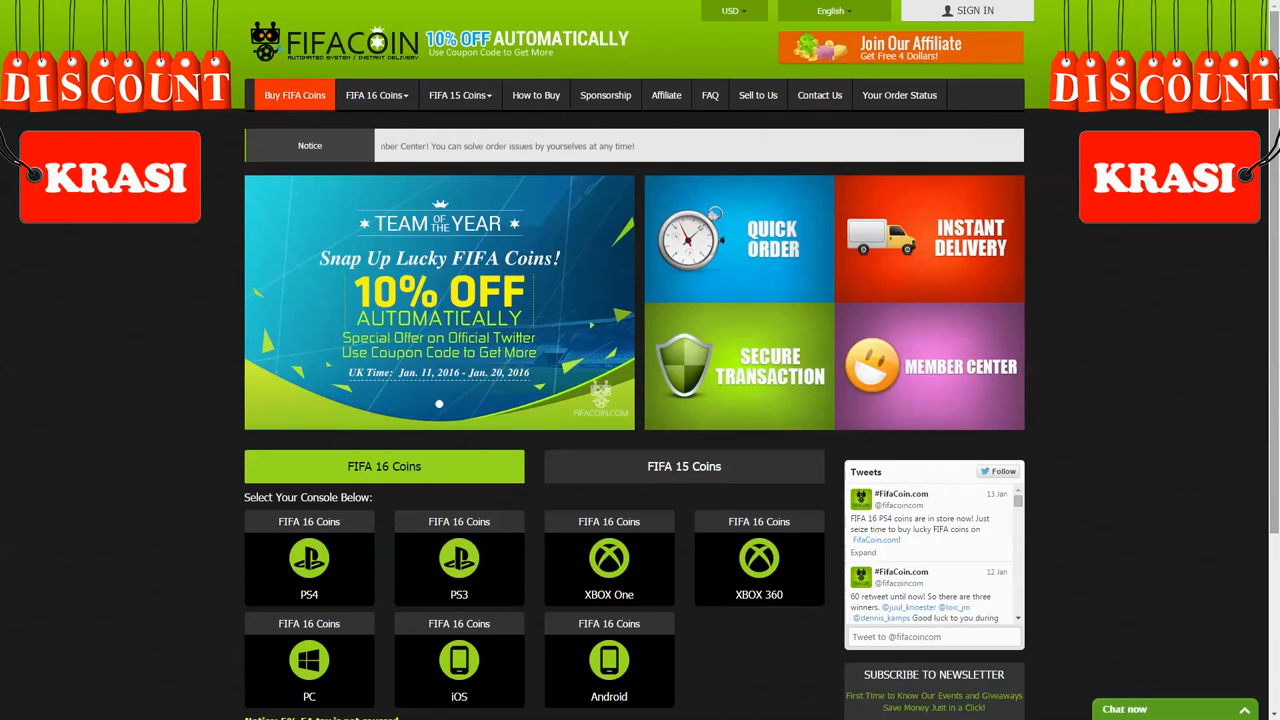 USD
English
SIGN IN
FIFACOIN
AUTOMATED SYSTEM / INSTANT DELIVERY
10% OFF AUTOMATICALLY
Use Coupon Code to Get More
Join Our Affiliate
Get Free 4 Dollars!
DISCOUNT
DISCOUNT
KRASI
KRASI
Buy FIFA Coins
FIFA 16 Coins
FIFA 15 Coins
How to Buy
Sponsorship
Affiliate
FAQ
Sell to Us
Contact Us
Your Order Status
Notice
mber Center! You can solve order issues by yourselves at any time!
TEAM OF THE YEAR
Snap Up Lucky FIFA Coins!
10% OFF
AUTOMATICALLY
Special Offer on Official Twitter
Use Coupon Code to Get More
UK Time: Jan. 11, 2016 - Jan. 20, 2016
FIFACOIN.COM
QUICK
ORDER
INSTANT
DELIVERY
SECURE
TRANSACTION
MEMBER CENTER
FIFA 16 Coins
FIFA 15 Coins
Select Your Console Below:
FIFA 16 Coins
PS4
FIFA 16 Coins
PS3
FIFA 16 Coins
XBOX One
FIFA 16 Coins
XBOX 360
FIFA 16 Coins
PC
FIFA 16 Coins
iOS
FIFA 16 Coins
Android
Tweets
Follow
#FifaCoin.com
13 Jan
@fifacoincom
FIFA 16 PS4 coins are in store now! Just
seize time to buy lucky FIFA coins on
FifaCoin.com!
Expand
#FifaCoin.com
12 Jan
@fifacoincom
60 retweet until now! So there are three
winners. @juul_knoester @loic_jm
@dennis_kamps Good luck to you during
Tweet to @fifacoincom
SUBSCRIBE TO NEWSLETTER
First Time to Know Our Events and Giveaways
Save Money Just in a Click!
Chat now